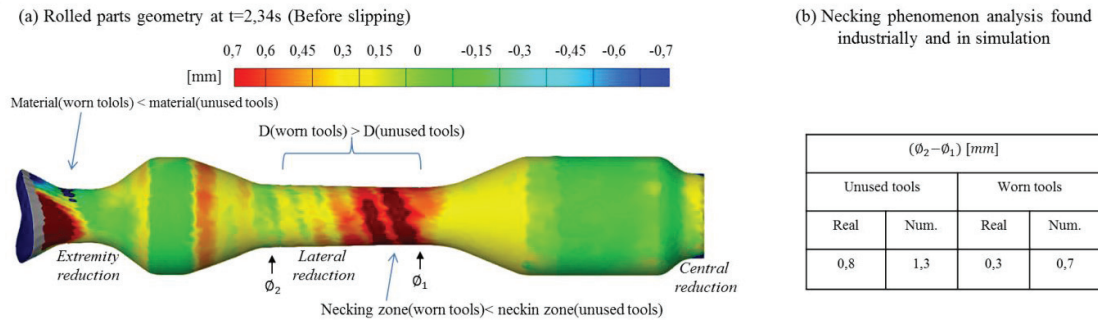 (a) Rolled parts geometry at t=2,34s (Before slipping)
0,7 0,6 0,45 0.3 0,15 0 -0,15 -0,3 -0,45 -0,6 -0,7
[mm]
Material(worn tolols) < material(unused tools)
D(worn tools) > D(unused tools)
Extremity
reduction
Lateral
reduction
Central
reduction
Ø₂
Ø₁
Necking zone(worn tools)< neckin zone(unused tools)
(b) Necking phenomenon analysis found
industrially and in simulation
(Ø₂−Ø₁) [mm]
Unused tools Worn tools
Real Num. Real Num.
0,8 1,3 0,3 0,7